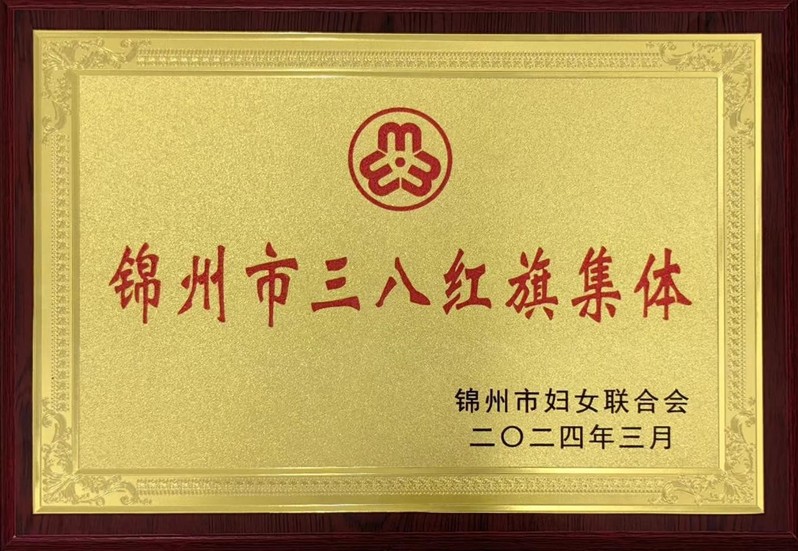 锦州市三八红旗集体
锦州市妇女联合会
二〇二四年三月